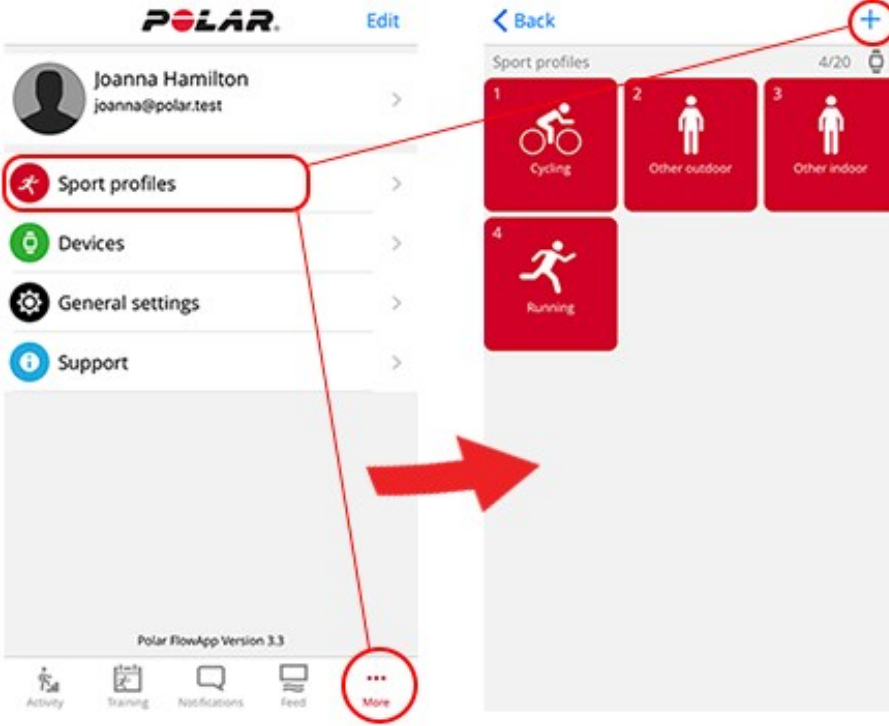 POLAR.
Edit
Joanna Hamilton
joanna@polar.test
Sport profiles
Devices
General settings
Support
Polar FlowApp Version 3.3
Activity
Training
Notifications
Feed
More
Back
Sport profiles 4/20
1
Cycling
2
Other outdoor
3
Other indoor
4
Running